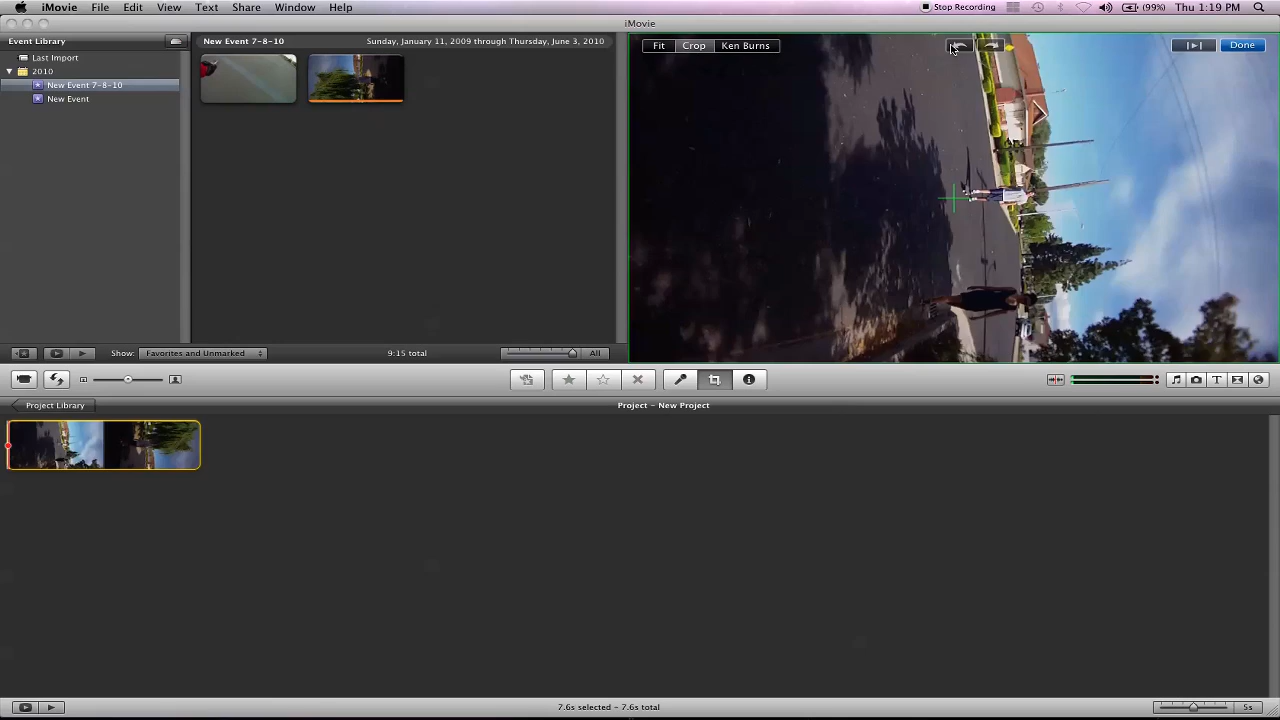 iMovie File Edit View Text Share Window Help Stop Recording (99%) Thu 1:19 PM
iMovie
Event Library New Event 7-8-10 Sunday, January 11, 2009 through Thursday, June 3, 2010 Fit Crop Ken Burns Done
Last Import
2010
New Event 7-8-10
New Event
Show: Favorites and Unmarked 9:15 total All
Project Library Project - New Project
7.6s selected - 7.6s total 5s